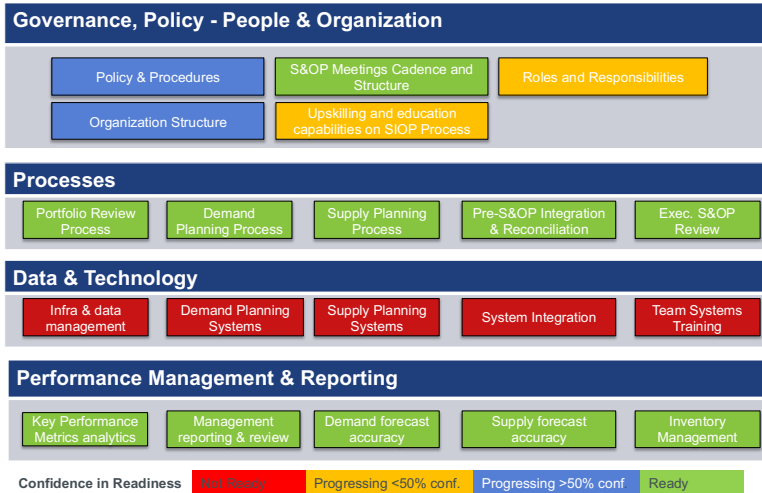 Governance, Policy - People & Organization
Policy & Procedures
S&OP Meetings Cadence and
Structure
Roles and Responsibilities
Organization Structure
Upskilling and education
capabilities on SIOP Process
Processes
Portfolio Review
Process
Demand
Planning Process
Supply Planning
Process
Pre-S&OP Integration
& Reconciliation
Exec. S&OP
Review
Data & Technology
Infra & data
management
Demand Planning
Systems
Supply Planning
Systems
System Integration
Team Systems
Training
Performance Management & Reporting
Key Performance
Metrics analytics
Management
reporting & review
Demand forecast
accuracy
Supply forecast
accuracy
Inventory
Management
Confidence in Readiness
Not Ready
Progressing <50% conf.
Progressing >50% conf.
Ready